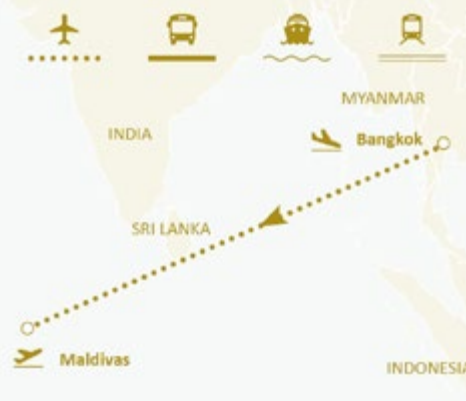 MYANMAR
INDIA
Bangkok
SRI LANKA
Maldivas
INDONESIA